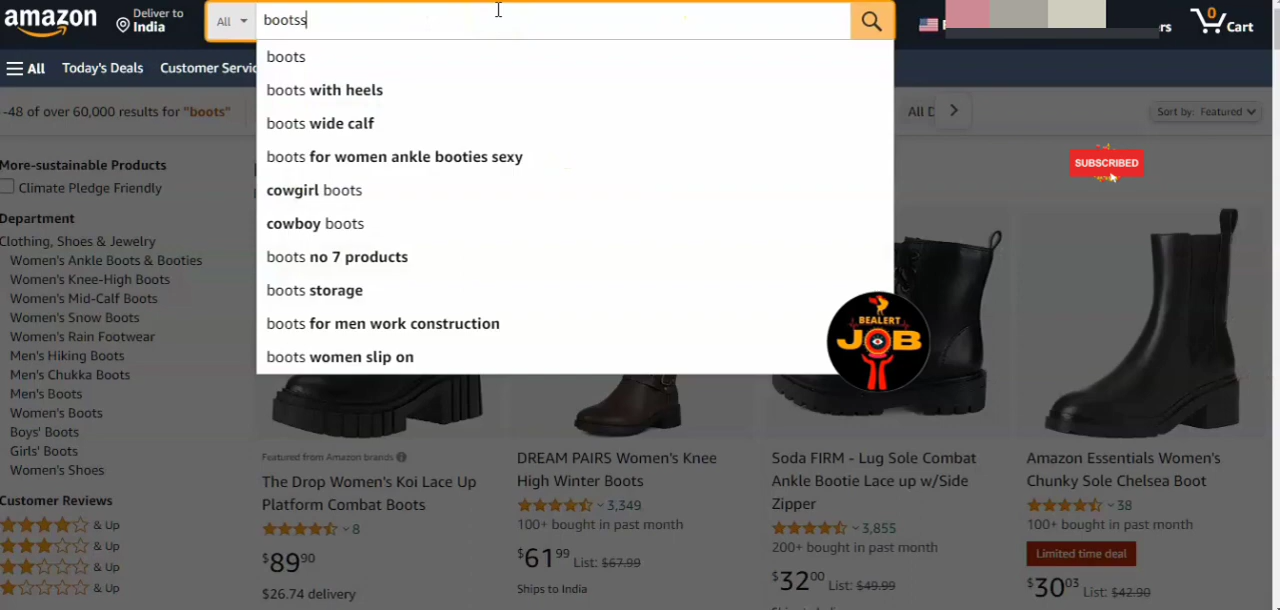 amazon
Deliver to
India
All
bootss
rs
0
Cart
All
Today's Deals
Customer Servic
boots
boots with heels
boots wide calf
boots for women ankle booties sexy
cowgirl boots
cowboy boots
boots no 7 products
boots storage
boots for men work construction
boots women slip on
-48 of over 60,000 results for "boots"
All D
Sort by: Featured
More-sustainable Products
Climate Pledge Friendly
Department
Clothing, Shoes & Jewelry
Women's Ankle Boots & Booties
Women's Knee-High Boots
Women's Mid-Calf Boots
Women's Snow Boots
Women's Rain Footwear
Men's Hiking Boots
Men's Chukka Boots
Men's Boots
Women's Boots
Boys' Boots
Girls' Boots
Women's Shoes
Customer Reviews
& Up
& Up
& Up
& Up
SUBSCRIBED
BEALERT
JOB
Featured from Amazon brands
The Drop Women's Koi Lace Up
Platform Combat Boots
8
$89.90
$26.74 delivery
DREAM PAIRS Women's Knee
High Winter Boots
3,349
100+ bought in past month
$61.99 List: $67.99
Ships to India
Soda FIRM - Lug Sole Combat
Ankle Bootie Lace up w/Side
Zipper
3,855
200+ bought in past month
$32.00 List: $49.99
Amazon Essentials Women's
Chunky Sole Chelsea Boot
38
100+ bought in past month
Limited time deal
$30.03 List: $42.90